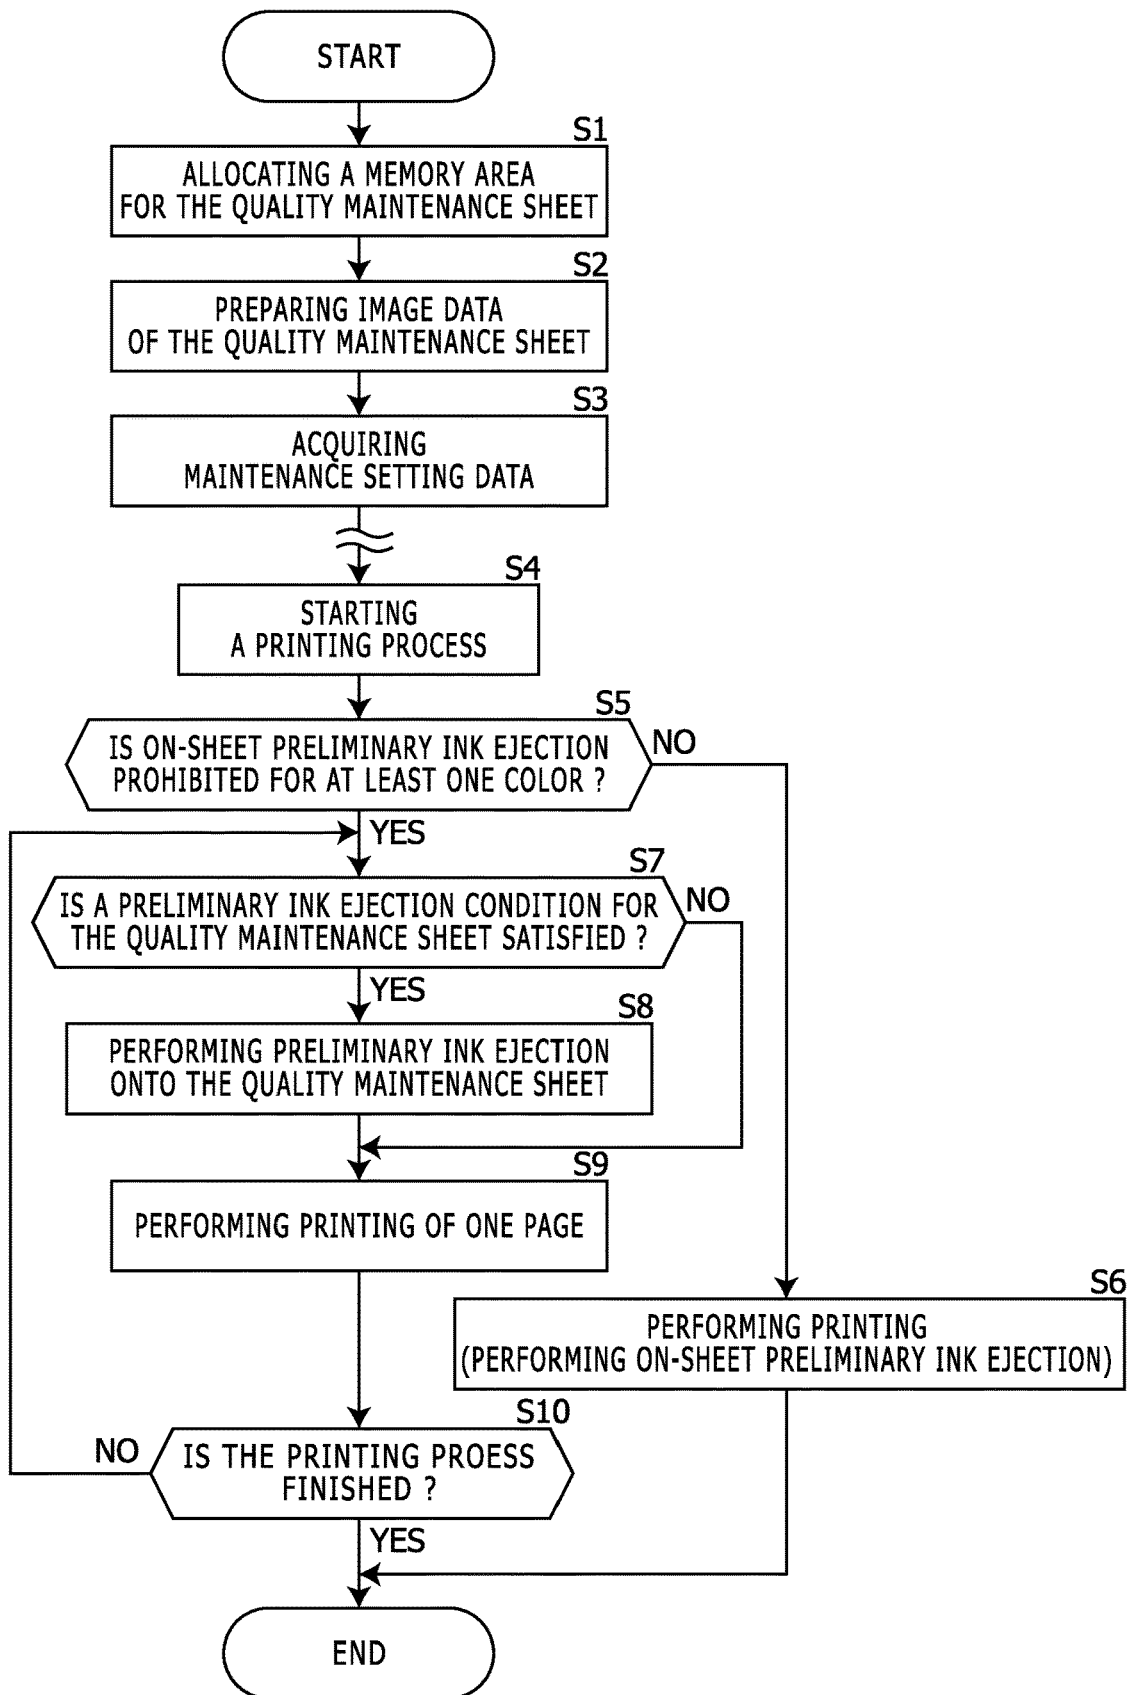 START
S1
ALLOCATING A MEMORY AREA
FOR THE QUALITY MAINTENANCE SHEET
S2
PREPARING IMAGE DATA
OF THE QUALITY MAINTENANCE SHEET
S3
ACQUIRING
MAINTENANCE SETTING DATA
S4
STARTING
A PRINTING PROCESS
S5
IS ON-SHEET PRELIMINARY INK EJECTION
PROHIBITED FOR AT LEAST ONE COLOR ?
NO
YES
S7
IS A PRELIMINARY INK EJECTION CONDITION FOR
THE QUALITY MAINTENANCE SHEET SATISFIED ?
NO
YES
S8
PERFORMING PRELIMINARY INK EJECTION
ONTO THE QUALITY MAINTENANCE SHEET
S9
PERFORMING PRINTING OF ONE PAGE
S6
PERFORMING PRINTING
(PERFORMING ON-SHEET PRELIMINARY INK EJECTION)
S10
IS THE PRINTING PROESS
FINISHED ?
NO
YES
END